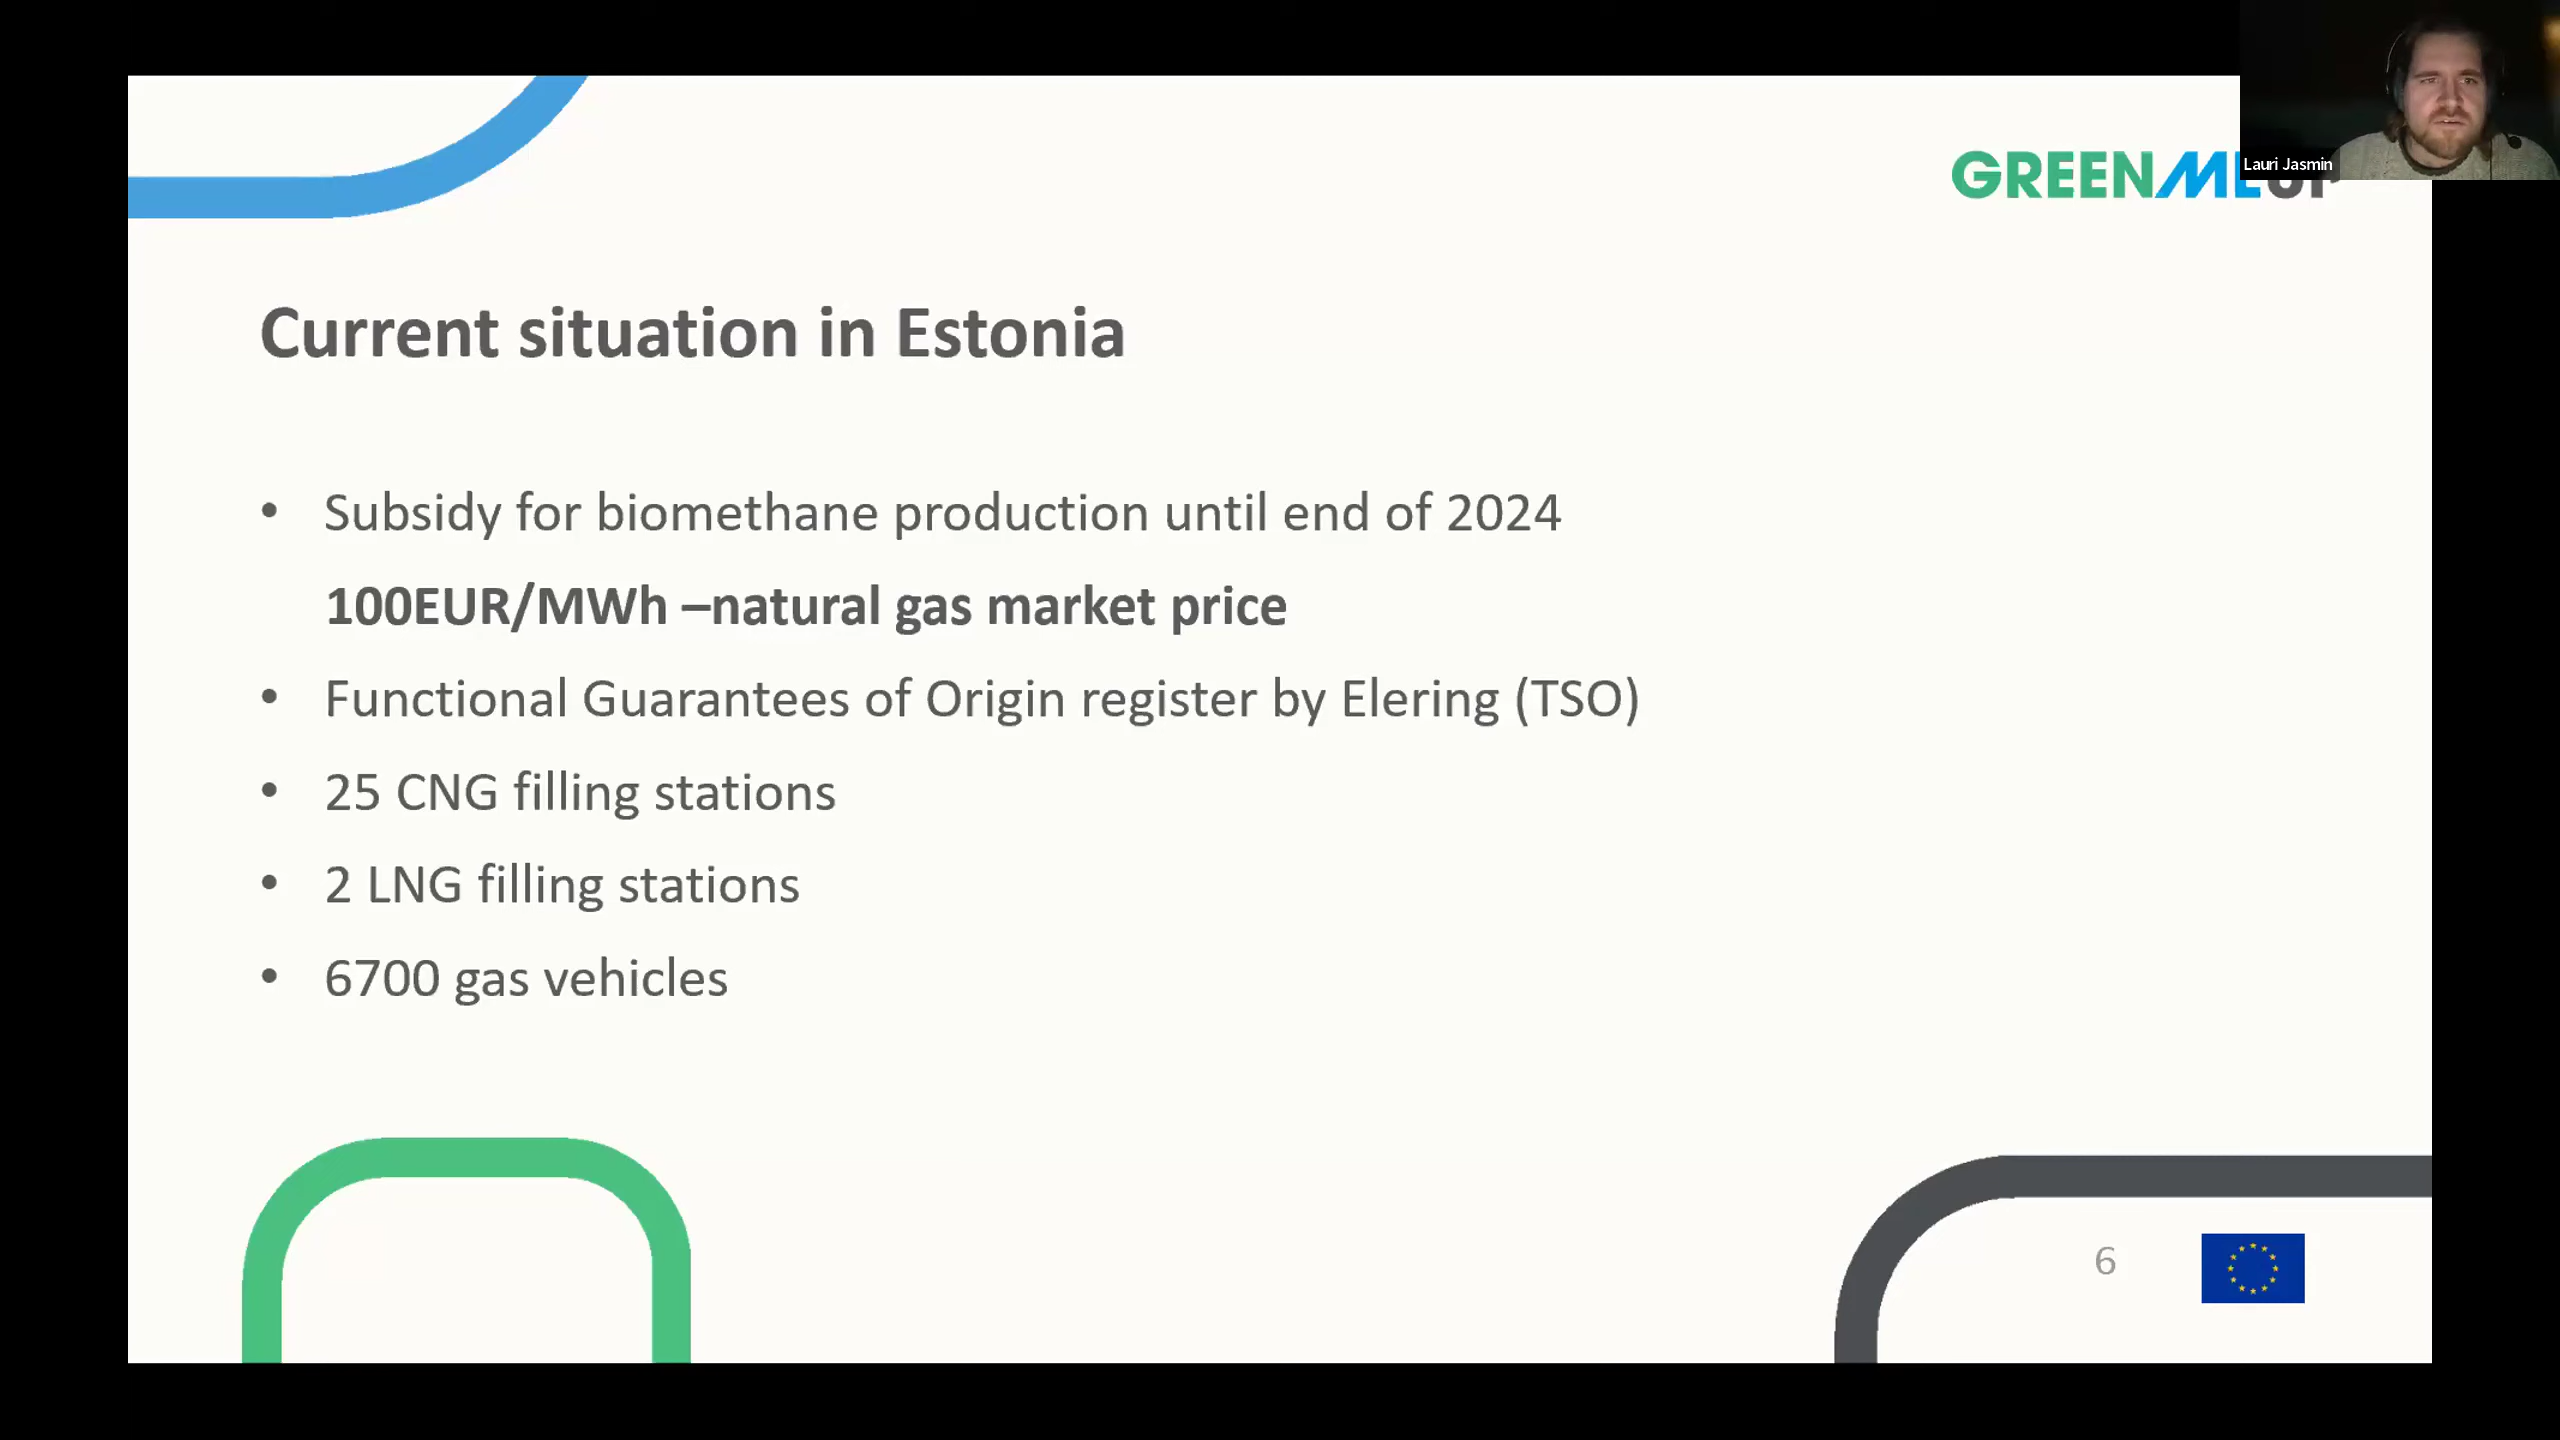 Lauri Jasmin
Current situation in Estonia
• Subsidy for biomethane production until end of 2024
100EUR/MWh –natural gas market price
• Functional Guarantees of Origin register by Elering (TSO)
• 25 CNG filling stations
• 2 LNG filling stations
• 6700 gas vehicles
6